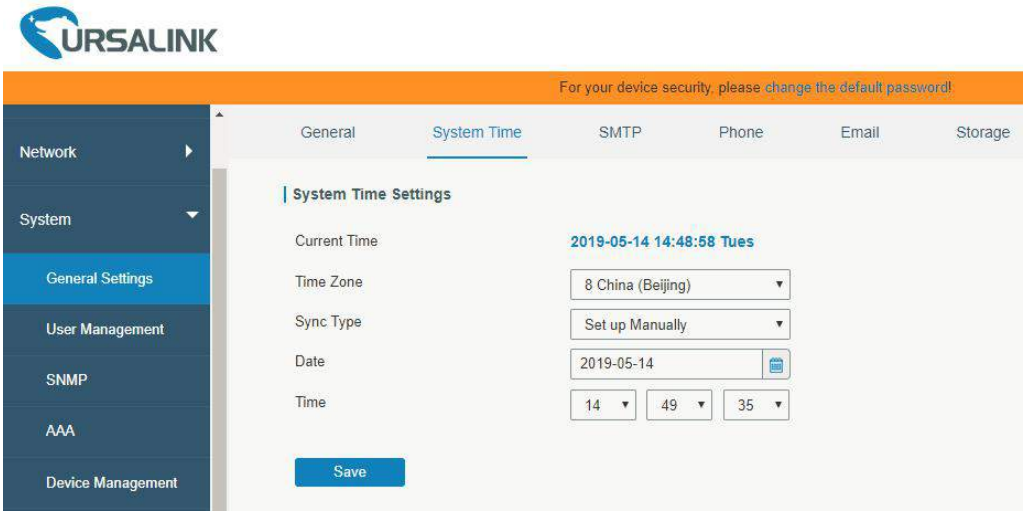 URSALINK
For your device security, please change the default password!
General System Time SMTP Phone Email Storage
Network
System
General Settings
User Management
SNMP
AAA
Device Management
System Time Settings
Current Time 2019-05-14 14:48:58 Tues
Time Zone 8 China (Beijing)
Sync Type Set up Manually
Date 2019-05-14
Time 14 49 35
Save